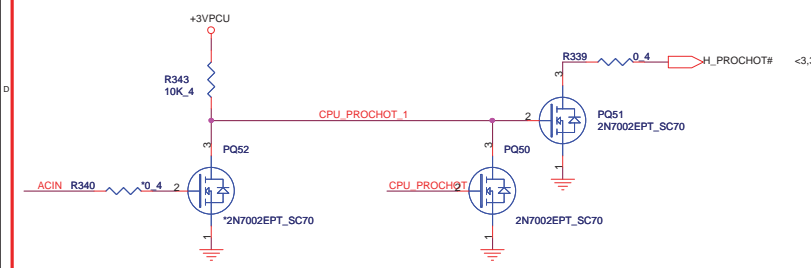 +3VPCU
R339
0_4
H_PROCHOT#
<3,
R343
10K_4
3
D
CPU_PROCHOT_1
2
PQ51
2N7002EPT_SC70
3
PQ52
3
PQ50
1
ACIN
R340
*0_4
2
CPU_PROCHOT
2
*2N7002EPT_SC70
2N7002EPT_SC70
1
1